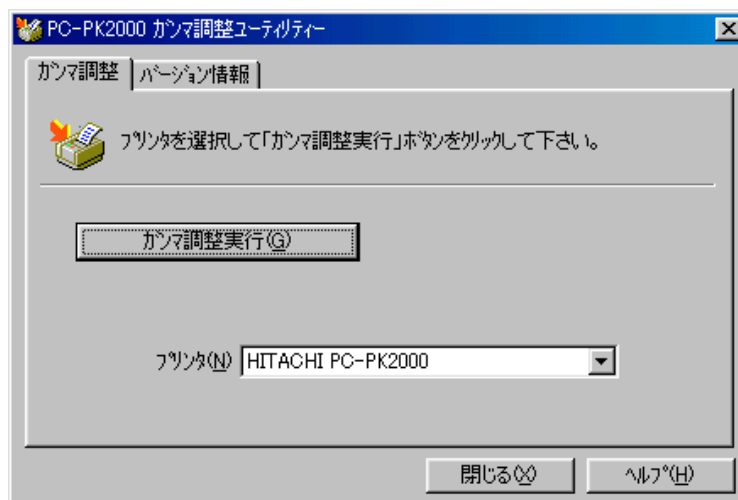 PC-PK2000 ガンマ調整ユーティリティー
ガンマ調整 バージョン情報
プリンタを選択して「ガンマ調整実行」ボタンをクリックして下さい。
ガンマ調整実行(G)
プリンタ(N) HITACHI PC-PK2000
閉じる(X) ヘルプ(H)